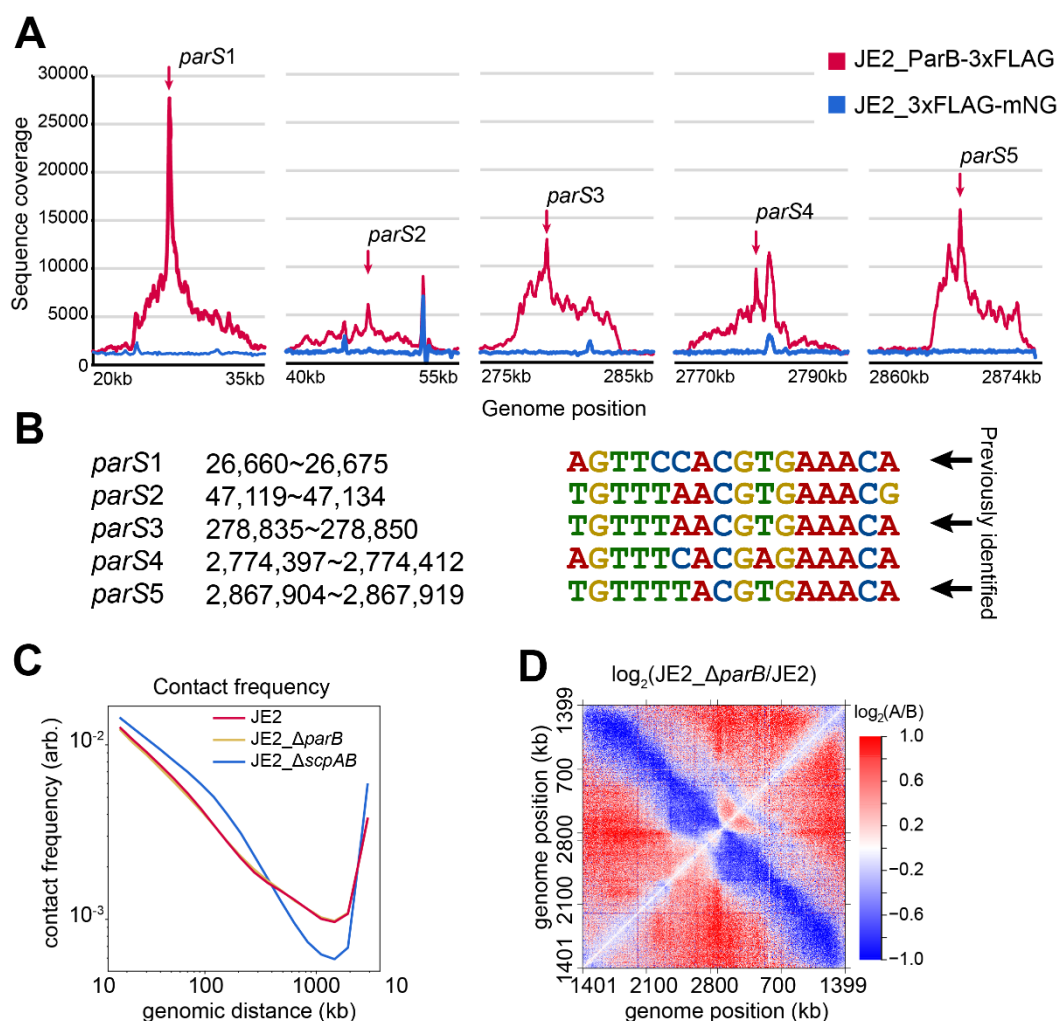 A
parS1
JE2_ParB-3xFLAG
JE2_3xFLAG-mNG
parS2
parS3
parS4
parS5
Sequence coverage
30000
25000
20000
15000
10000
5000
0
20kb 35kb 40kb 55kb 275kb 285kb 2770kb 2790kb 2860kb 2874kb
Genome position
B
parS1 26,660~26,675 AGTTCCACGTGAAACA
parS2 47,119~47,134 TGTTTAACGTGAAACG
parS3 278,835~278,850 TGTTTAACGTGAAACA
parS4 2,774,397~2,774,412 AGTTTCACGAGAAACA
parS5 2,867,904~2,867,919 TGTTTTACGTGAAACA
Previously identified
C
Contact frequency
JE2
JE2_ΔparB
JE2_ΔscpAB
contact frequency (arb.)
10⁻²
10⁻³
10 100 1000 10
genomic distance (kb)
D
log₂(JE2_ΔparB/JE2)
genome position (kb)
1399
700
2800
2100
1401
1401 2100 2800 700 1399
genome position (kb)
log₂(A/B)
1.0
0.6
0.2
−0.2
−0.6
−1.0